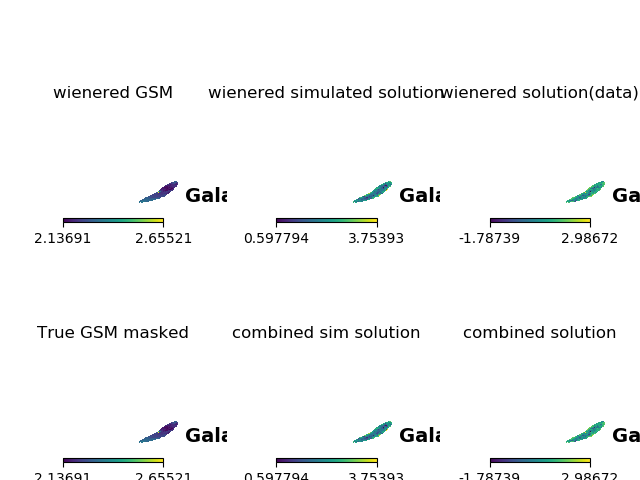 wienered GSM wienered simulated solution wienered solution(data)
Gala Gala Ga
2.13691 2.65521 0.597794 3.75393 -1.78739 2.98672
True GSM masked combined sim solution combined solution
Gala Gala Ga
2.13691 2.65521 0.597794 3.75393 -1.78739 2.98672